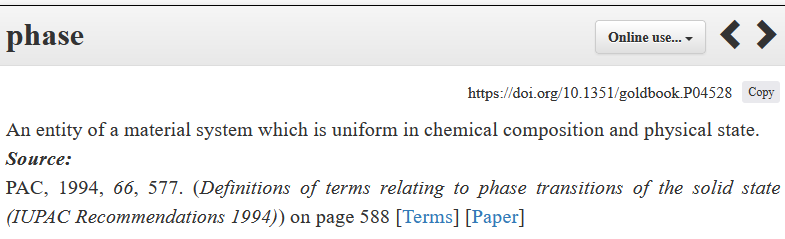 phase
Online use...
https://doi.org/10.1351/goldbook.P04528 Copy
An entity of a material system which is uniform in chemical composition and physical state.
Source:
PAC, 1994, 66, 577. (Definitions of terms relating to phase transitions of the solid state
(IUPAC Recommendations 1994)) on page 588 [Terms] [Paper]